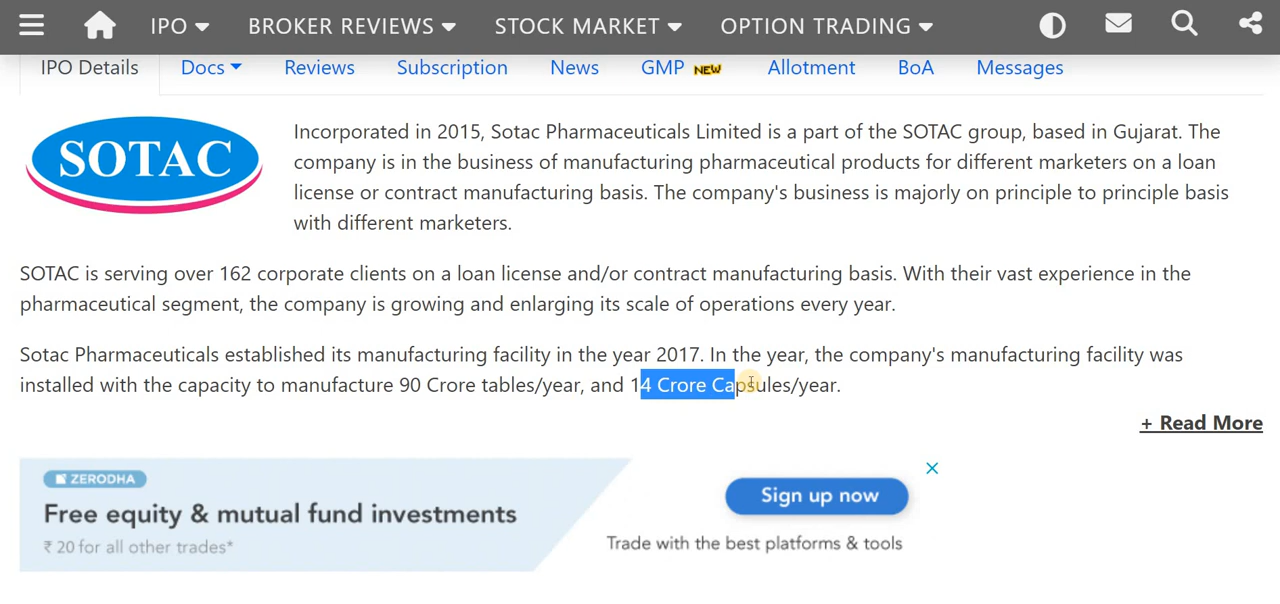 IPO BROKER REVIEWS STOCK MARKET OPTION TRADING
IPO Details Docs Reviews Subscription News GMP NEW Allotment BoA Messages
SOTAC
Incorporated in 2015, Sotac Pharmaceuticals Limited is a part of the SOTAC group, based in Gujarat. The
company is in the business of manufacturing pharmaceutical products for different marketers on a loan
license or contract manufacturing basis. The company's business is majorly on principle to principle basis
with different marketers.
SOTAC is serving over 162 corporate clients on a loan license and/or contract manufacturing basis. With their vast experience in the
pharmaceutical segment, the company is growing and enlarging its scale of operations every year.
Sotac Pharmaceuticals established its manufacturing facility in the year 2017. In the year, the company's manufacturing facility was
installed with the capacity to manufacture 90 Crore tables/year, and 14 Crore Capsules/year.
+ Read More
ZERODHA
Free equity & mutual fund investments
₹ 20 for all other trades*
Sign up now
Trade with the best platforms & tools